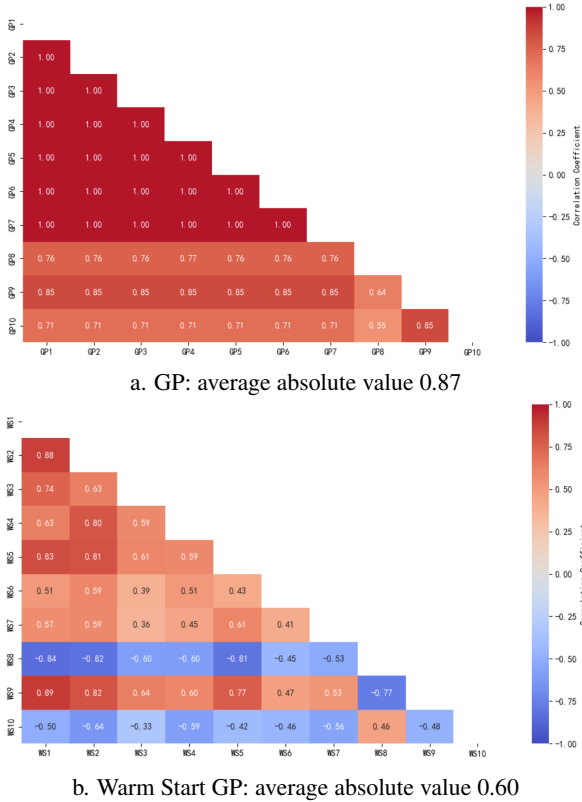 GP1
1.00
GP2 1.00
0.75
GP3 1.00 1.00
0.50
GP4 1.00 1.00 1.00
0.25
GP5 1.00 1.00 1.00 1.00
0.00
GP6 1.00 1.00 1.00 1.00 1.00
-0.25
GP7 1.00 1.00 1.00 1.00 1.00 1.00
-0.50
GP8 0.76 0.76 0.76 0.77 0.76 0.76 0.76
-0.75
GP9 0.85 0.85 0.85 0.85 0.85 0.85 0.85 0.64
GP10 0.71 0.71 0.71 0.71 0.71 0.71 0.71 0.55 0.85
-1.00
Correlation Coefficient
GP1 GP2 GP3 GP4 GP5 GP6 GP7 GP8 GP9 GP10
a. GP: average absolute value 0.87
WS1
1.00
WS2 0.88
0.75
WS3 0.74 0.63
0.50
WS4 0.63 0.80 0.59
0.25
WS5 0.83 0.81 0.61 0.59
0.00
WS6 0.51 0.59 0.39 0.51 0.43
-0.25
WS7 0.57 0.59 0.36 0.45 0.61 0.41
-0.50
WS8 -0.84 -0.82 -0.60 -0.60 -0.81 -0.45 -0.53
-0.75
WS9 0.89 0.82 0.64 0.60 0.77 0.47 0.53 -0.77
WS10 -0.50 -0.64 -0.33 -0.59 -0.42 -0.46 -0.56 0.46 -0.48
-1.00
WS1 WS2 WS3 WS4 WS5 WS6 WS7 WS8 WS9 WS10
b. Warm Start GP: average absolute value 0.60